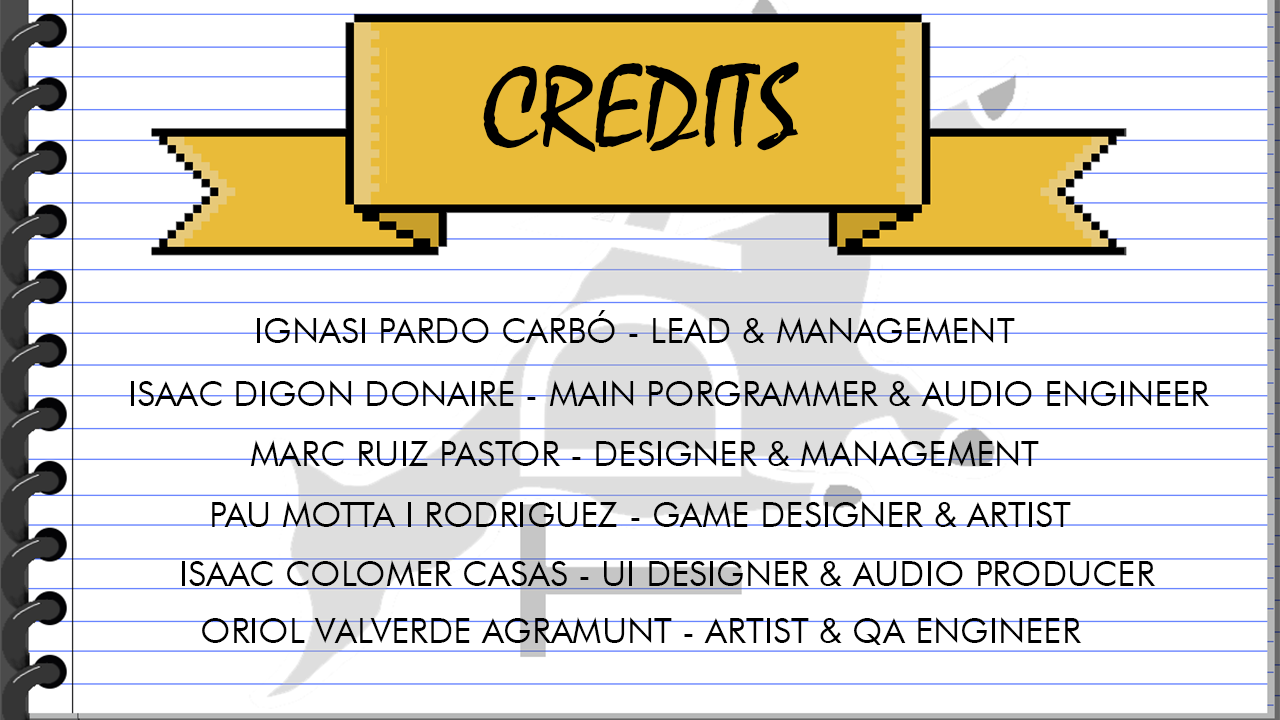 CREDITS
IGNASI PARDO CARBÓ - LEAD & MANAGEMENT
ISAAC DIGON DONAIRE - MAIN PORGRAMMER & AUDIO ENGINEER
MARC RUIZ PASTOR - DESIGNER & MANAGEMENT
PAU MOTTA I RODRIGUEZ - GAME DESIGNER & ARTIST
ISAAC COLOMER CASAS - UI DESIGNER & AUDIO PRODUCER
ORIOL VALVERDE AGRAMUNT - ARTIST & QA ENGINEER